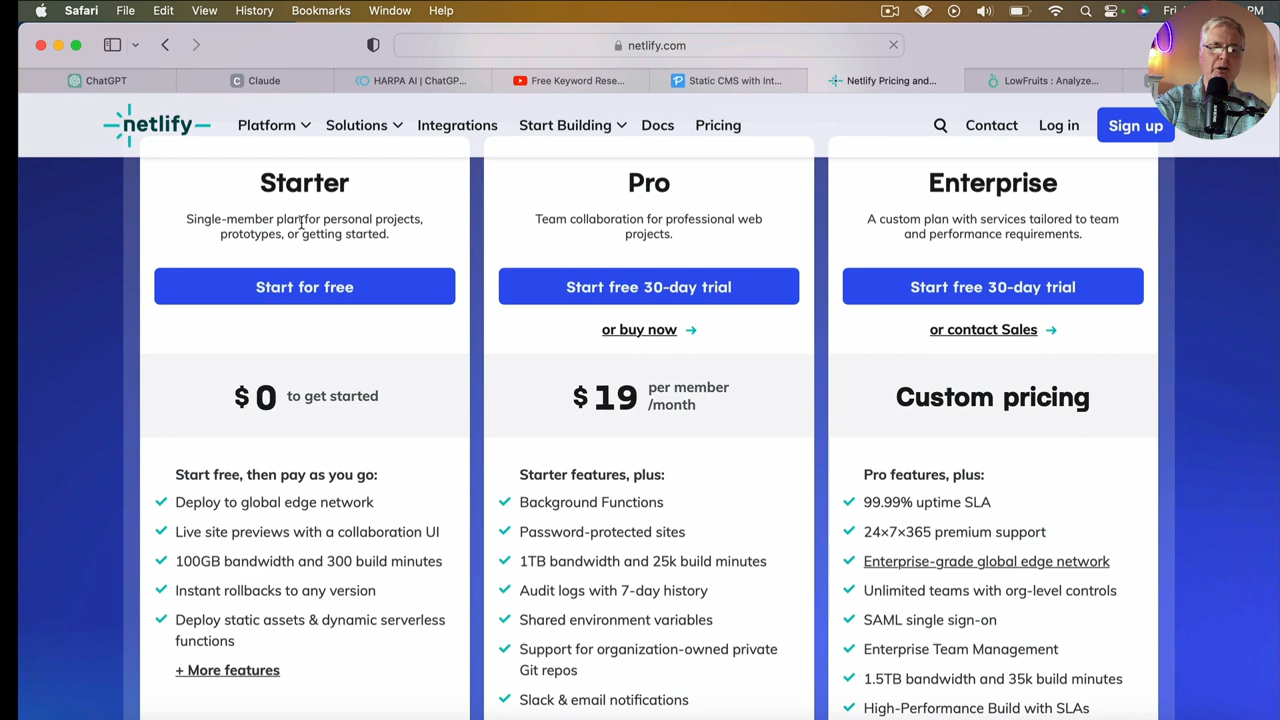 Safari File Edit View History Bookmarks Window Help
netlify.com
ChatGPT
Claude
HARPA AI | ChatGP...
Free Keyword Rese...
Static CMS with Int...
Netlify Pricing and...
LowFruits : Analyze...
netlify
Platform
Solutions
Integrations
Start Building
Docs
Pricing
Contact
Log in
Sign up
Starter
Single-member plan for personal projects,
prototypes, or getting started.
Start for free
$0 to get started
Start free, then pay as you go:
Deploy to global edge network
Live site previews with a collaboration UI
100GB bandwidth and 300 build minutes
Instant rollbacks to any version
Deploy static assets & dynamic serverless
functions
+ More features
Pro
Team collaboration for professional web
projects.
Start free 30-day trial
or buy now →
$19 per member
/month
Starter features, plus:
Background Functions
Password-protected sites
1TB bandwidth and 25k build minutes
Audit logs with 7-day history
Shared environment variables
Support for organization-owned private
Git repos
Slack & email notifications
Enterprise
A custom plan with services tailored to team
and performance requirements.
Start free 30-day trial
or contact Sales →
Custom pricing
Pro features, plus:
99.99% uptime SLA
24×7×365 premium support
Enterprise-grade global edge network
Unlimited teams with org-level controls
SAML single sign-on
Enterprise Team Management
1.5TB bandwidth and 35k build minutes
High-Performance Build with SLAs